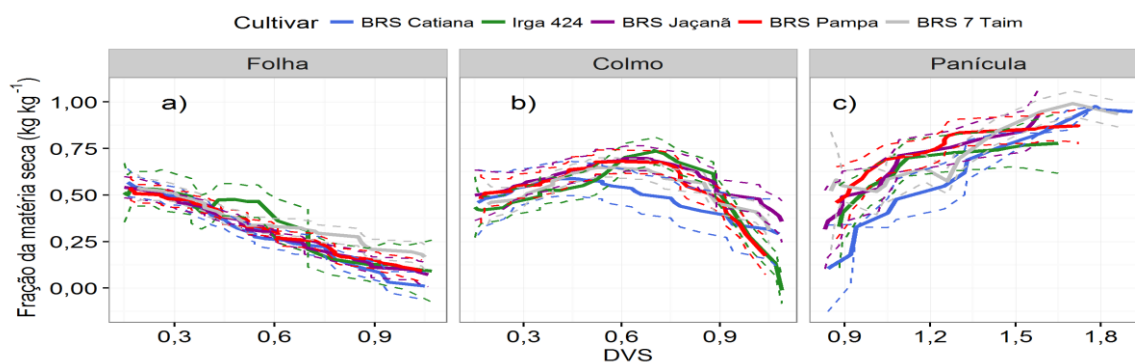 Cultivar BRS Catiana Irga 424 BRS Jaçanã BRS Pampa BRS 7 Taim
Folha Colmo Panícula
Fração da matéria seca (kg kg⁻¹)
a) b) c)
1,00
0,75
0,50
0,25
0,00
0,3 0,6 0,9 0,3 0,6 0,9 0,9 1,2 1,5 1,8
DVS